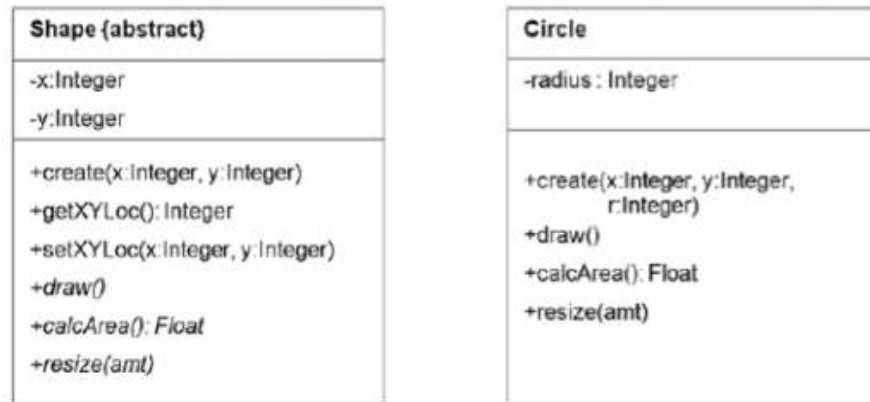 Shape {abstract}
-x:Integer
-y:Integer
+create(x:Integer, y:Integer)
+getXYLoc(): Integer
+setXYLoc(x:Integer, y:Integer)
+draw()
+calcArea(): Float
+resize(amt)
Circle
-radius : Integer
+create(x:Integer, y:Integer,
r:Integer)
+draw()
+calcArea(): Float
+resize(amt)